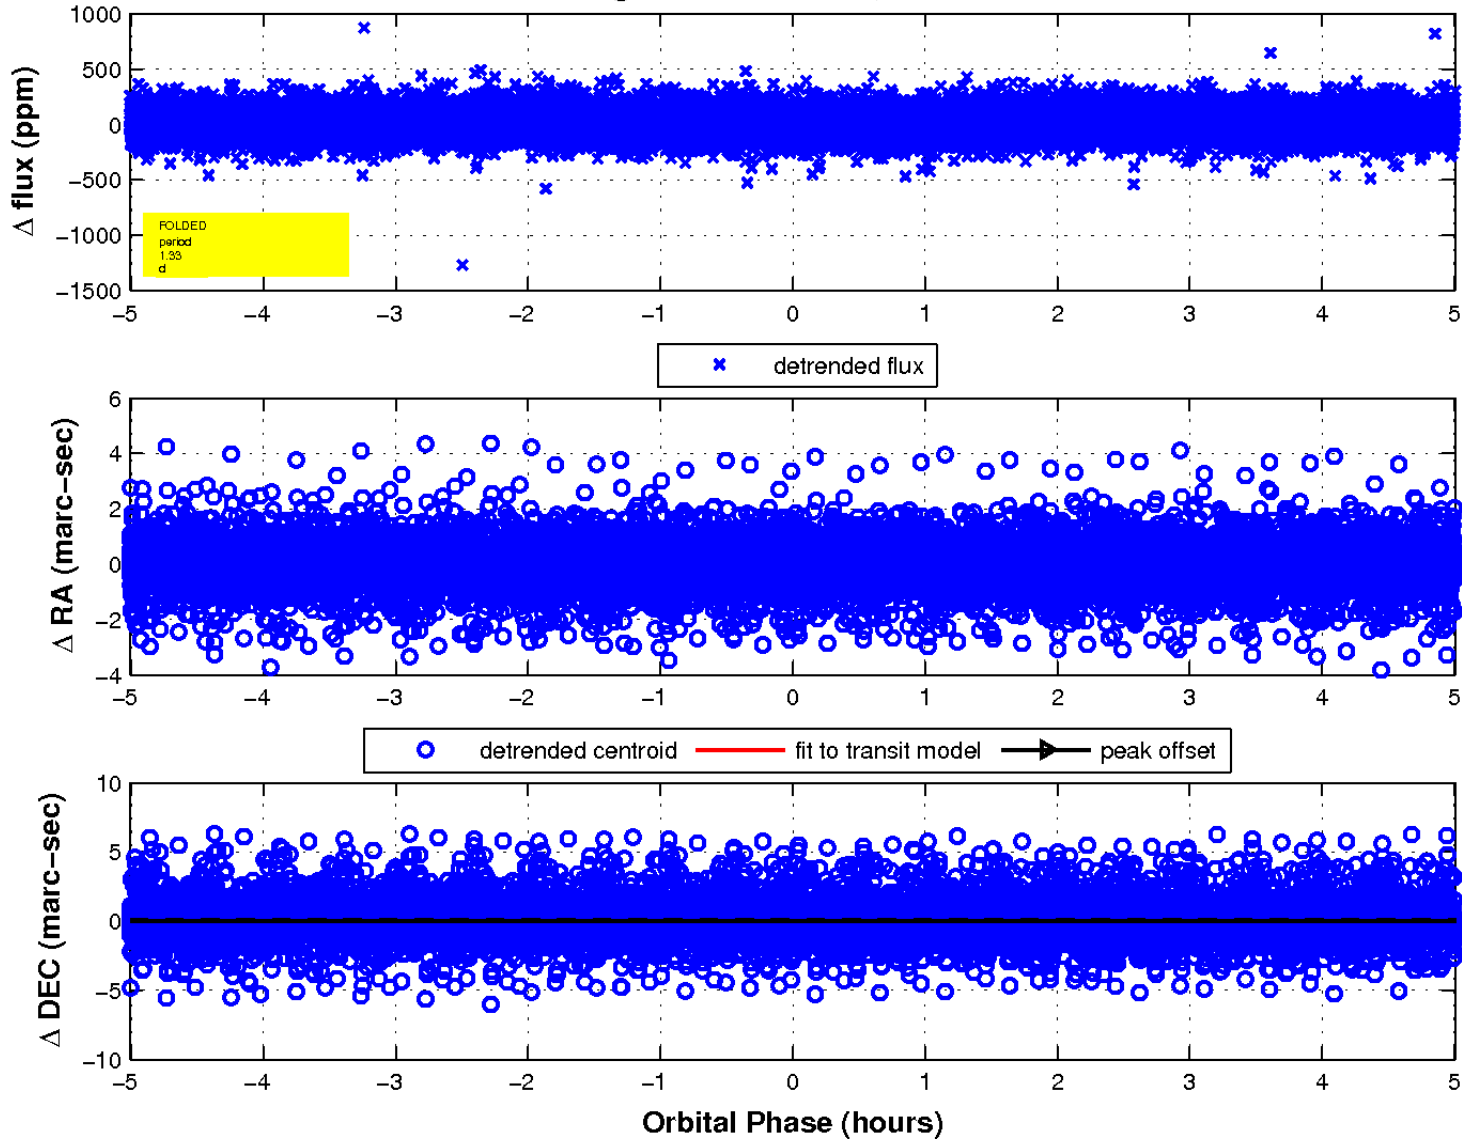 1000
500
0
−500
−1000
−1500
Δ flux (ppm)
FOLDED
period
1.33
d
−5 −4 −3 −2 −1 0 1 2 3 4 5
detrended flux
6
4
2
0
−2
−4
Δ RA (marc−sec)
−5 −4 −3 −2 −1 0 1 2 3 4 5
detrended centroid fit to transit model peak offset
10
5
0
−5
−10
Δ DEC (marc−sec)
−5 −4 −3 −2 −1 0 1 2 3 4 5
Orbital Phase (hours)